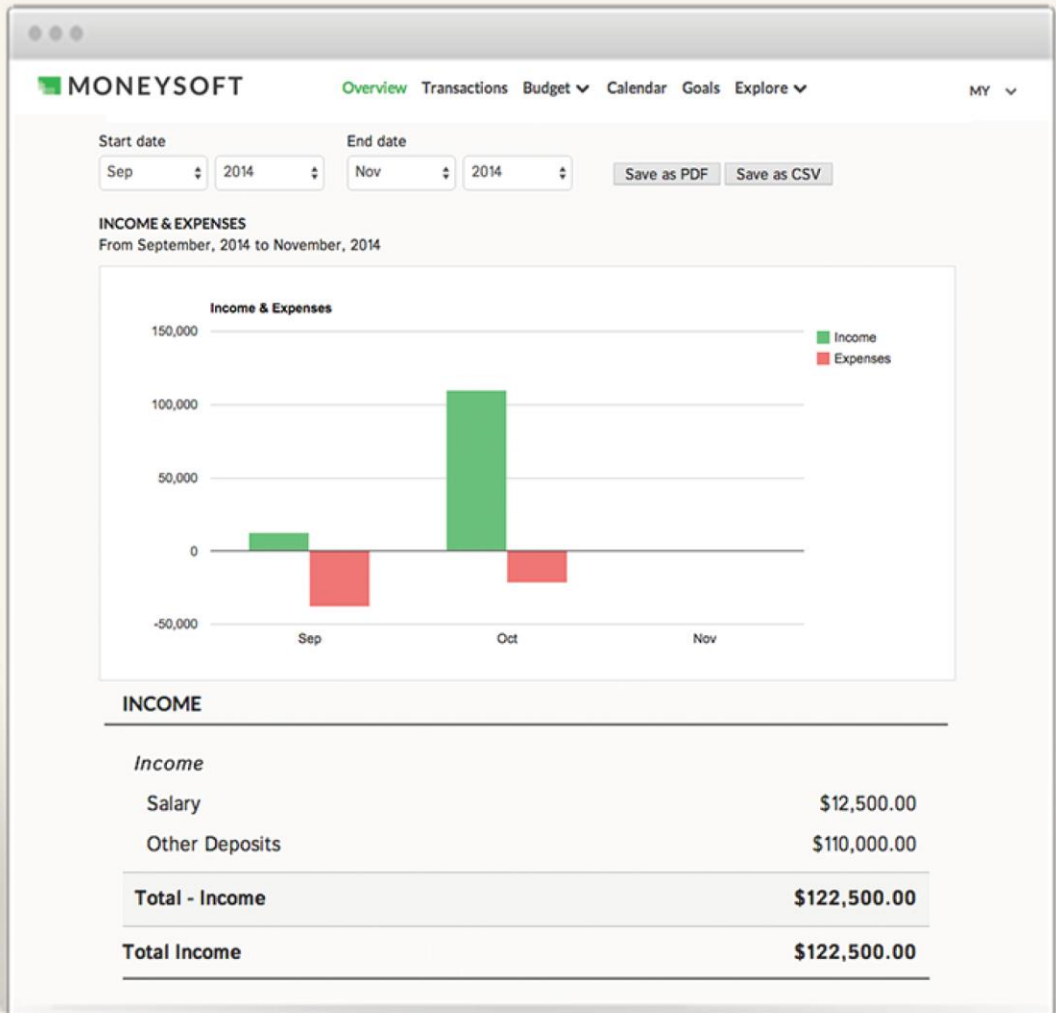 MONEYSOFT Overview Transactions Budget Calendar Goals Explore MY
Start date End date
Sep 2014 Nov 2014 Save as PDF Save as CSV
INCOME & EXPENSES
From September, 2014 to November, 2014
Income & Expenses
150,000
Income
Expenses
100,000
50,000
0
-50,000
Sep Oct Nov
INCOME
Income
Salary $12,500.00
Other Deposits $110,000.00
Total - Income $122,500.00
Total Income $122,500.00